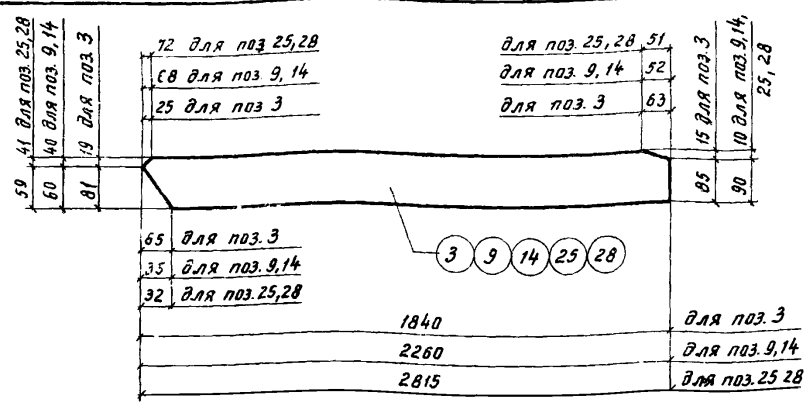 41 для поз. 25,28
40 для поз. 9,14
19 для поз. 3
59
60
81
72 для поз. 25,28
68 для поз. 9, 14
25 для поз 3
для поз. 25, 28 51
для поз. 9, 14 52
для поз. 3 63
15 для поз. 3
10 для поз. 9,14,
25, 28
85
90
65 для поз. 3
35 для поз. 9,14
32 для поз. 25,28
3 9 14 25 28
1840 для поз. 3
2260 для поз. 9,14
2815 для поз. 25 28